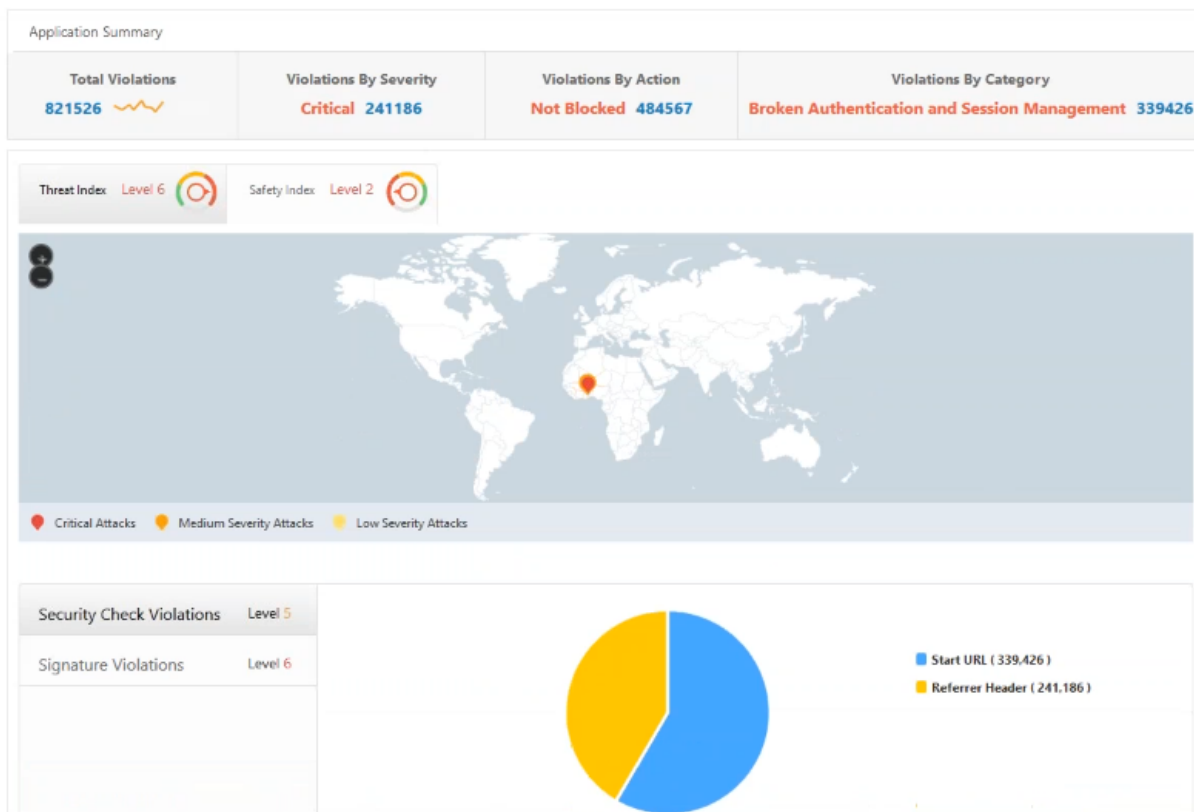 Application Summary
Total Violations
821526
Violations By Severity
Critical 241186
Violations By Action
Not Blocked 484567
Violations By Category
Broken Authentication and Session Management 339426
Threat Index Level 6
Safety Index Level 2
+
−
Critical Attacks
Medium Severity Attacks
Low Severity Attacks
Security Check Violations Level 5
Signature Violations Level 6
Start URL ( 339,426 )
Referrer Header ( 241,186 )